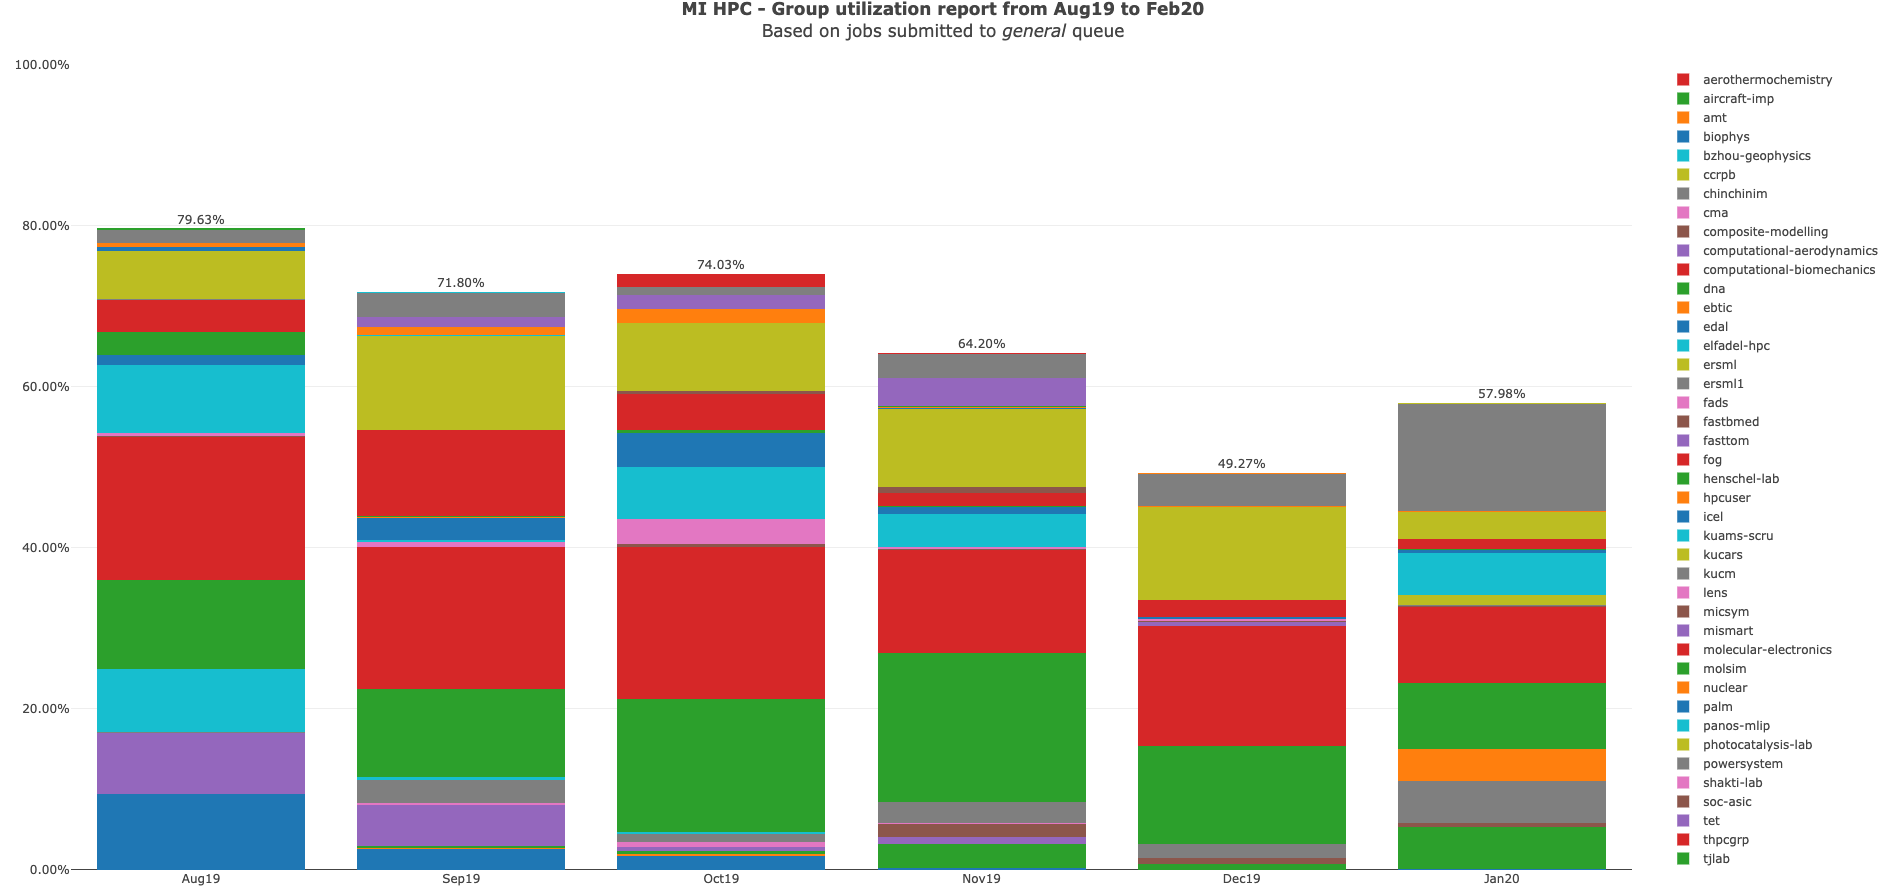 MI HPC - Group utilization report from Aug19 to Feb20
Based on jobs submitted to general queue
100.00%
80.00%
60.00%
40.00%
20.00%
0.00%
79.63%
71.80%
74.03%
64.20%
49.27%
57.98%
Aug19
Sep19
Oct19
Nov19
Dec19
Jan20
aerothermochemistry
aircraft-imp
amt
biophys
bzhou-geophysics
ccrpb
chinchinim
cma
composite-modelling
computational-aerodynamics
computational-biomechanics
dna
ebtic
edal
elfadel-hpc
ersml
ersml1
fads
fastbmed
fasttom
fog
henschel-lab
hpcuser
icel
kuams-scru
kucars
kucm
lens
micsym
mismart
molecular-electronics
molsim
nuclear
palm
panos-mlip
photocatalysis-lab
powersystem
shakti-lab
soc-asic
tet
thpcgrp
tjlab